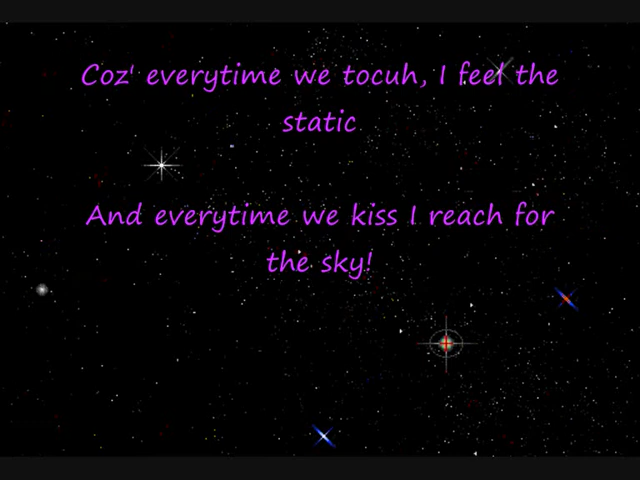 Coz' everytime we tocuh, I feel the
static
And everytime we kiss I reach for
the sky!